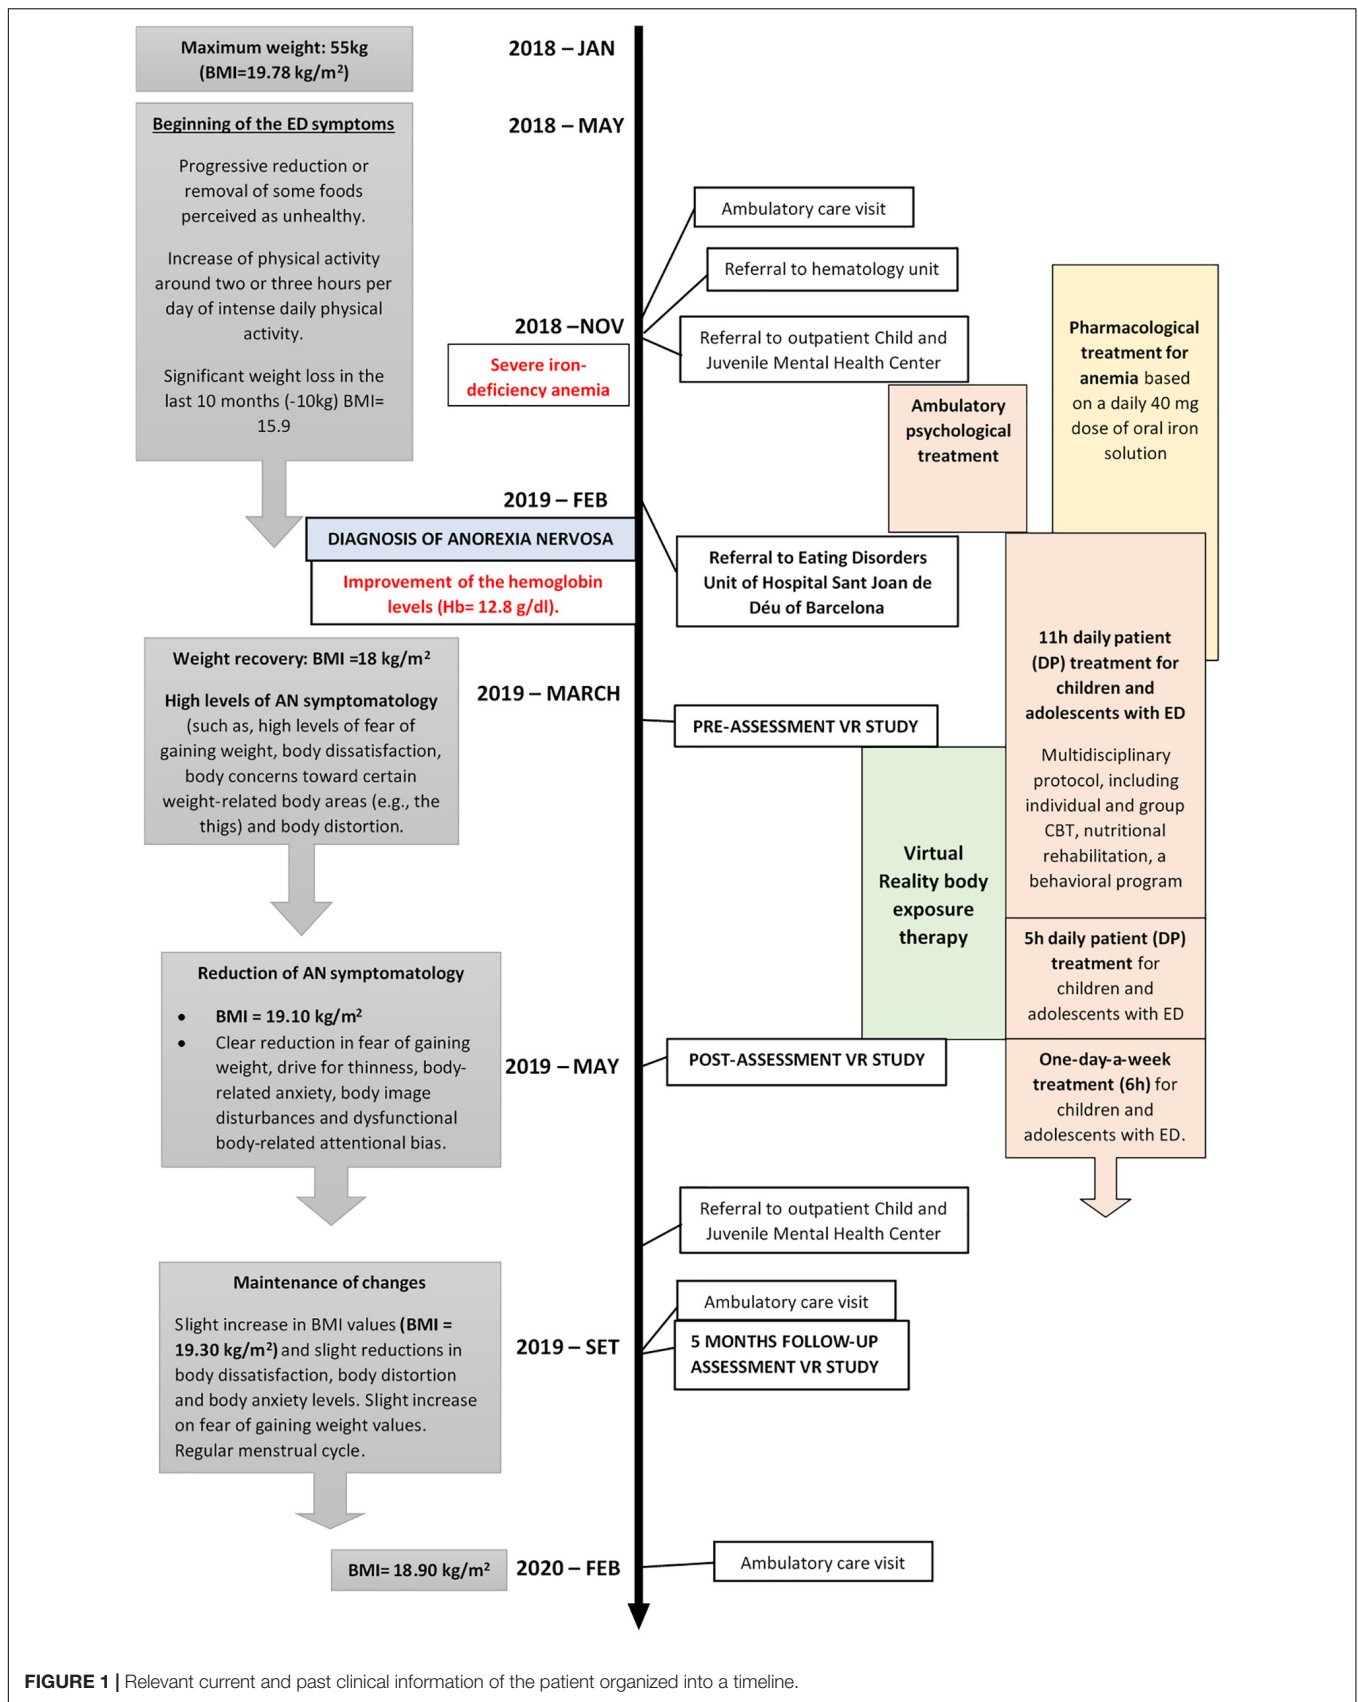 Maximum weight: 55kg
(BMI=19.78 kg/m²)
2018 – JAN
Beginning of the ED symptoms
Progressive reduction or
removal of some foods
perceived as unhealthy.
Increase of physical activity
around two or three hours per
day of intense daily physical
activity.
Significant weight loss in the
last 10 months (-10kg) BMI=
15.9
2018 – MAY
Ambulatory care visit
Referral to hematology unit
2018 –NOV
Referral to outpatient Child and
Juvenile Mental Health Center
Severe iron-
deficiency anemia
Ambulatory
psychological
treatment
Pharmacological
treatment for
anemia based
on a daily 40 mg
dose of oral iron
solution
2019 – FEB
DIAGNOSIS OF ANOREXIA NERVOSA
Improvement of the hemoglobin
levels (Hb= 12.8 g/dl).
Referral to Eating Disorders
Unit of Hospital Sant Joan de
Déu of Barcelona
11h daily patient
(DP) treatment for
children and
adolescents with ED
Multidisciplinary
protocol, including
individual and group
CBT, nutritional
rehabilitation, a
behavioral program
Weight recovery: BMI =18 kg/m²
High levels of AN symptomatology
(such as, high levels of fear of
gaining weight, body dissatisfaction,
body concerns toward certain
weight-related body areas (e.g., the
thigs) and body distortion.
2019 – MARCH
PRE-ASSESSMENT VR STUDY
Virtual
Reality body
exposure
therapy
5h daily patient (DP)
treatment for
children and
adolescents with ED
Reduction of AN symptomatology
• BMI = 19.10 kg/m²
• Clear reduction in fear of gaining
weight, drive for thinness, body-
related anxiety, body image
disturbances and dysfunctional
body-related attentional bias.
2019 – MAY
POST-ASSESSMENT VR STUDY
One-day-a-week
treatment (6h) for
children and
adolescents with ED.
Referral to outpatient Child and
Juvenile Mental Health Center
Maintenance of changes
Slight increase in BMI values (BMI =
19.30 kg/m²) and slight reductions in
body dissatisfaction, body distortion
and body anxiety levels. Slight increase
on fear of gaining weight values.
Regular menstrual cycle.
2019 – SET
Ambulatory care visit
5 MONTHS FOLLOW-UP
ASSESSMENT VR STUDY
BMI= 18.90 kg/m²
2020 – FEB
Ambulatory care visit
FIGURE 1 | Relevant current and past clinical information of the patient organized into a timeline.